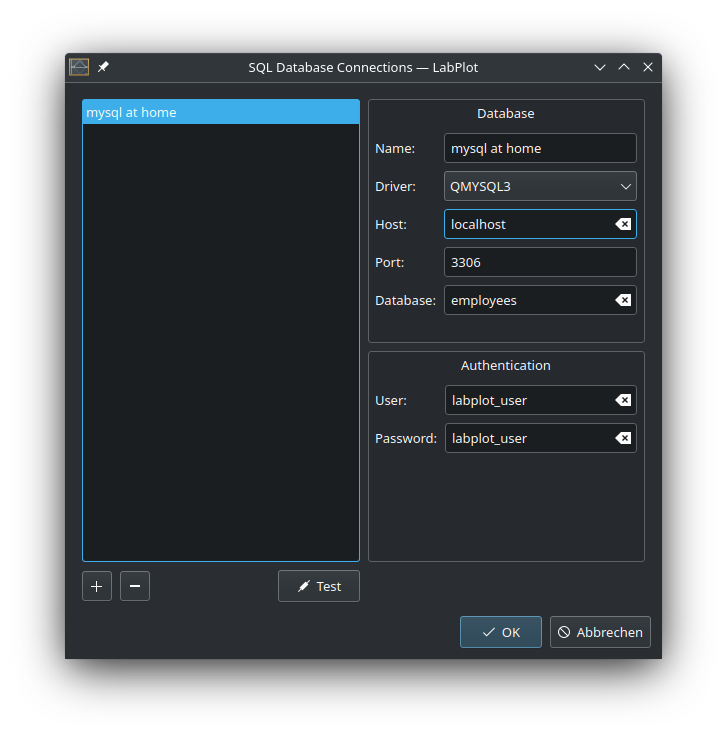 SQL Database Connections — LabPlot
mysql at home
Database
Name: mysql at home
Driver: QMYSQL3
Host: localhost
Port: 3306
Database: employees
Authentication
User: labplot_user
Password: labplot_user
Test
OK
Abbrechen